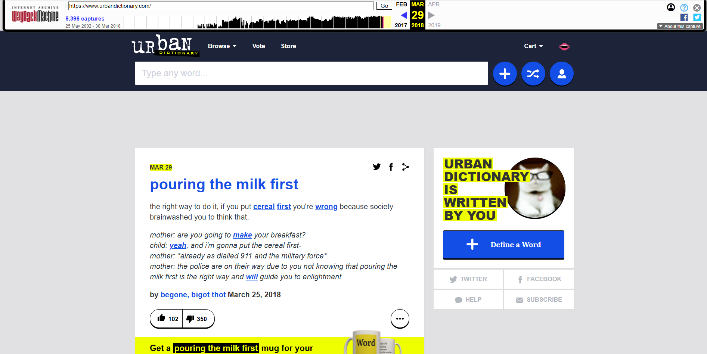 INTERNET ARCHIVE
WayBackMachine
https://www.urbandictionary.com/
Go
FEB
MAR
APR
8,396 captures
29
25 May 2002 - 30 Mar 2018
2017
2018
2019
About this capture
URBAN
DICTIONARY
Browse
Vote
Store
Cart
Type any word...
MAR 29
pouring the milk first
the right way to do it, if you put cereal first you're wrong because society
brainwashed you to think that.
mother: are you going to make your breakfast?
child: yeah, and i'm gonna put the cereal first-
mother: *already as dialled 911 and the military force*
mother: the police are on their way due to you not knowing that pouring the
milk first is the right way and will guide you to enlightment
by begone, bigot thot March 25, 2018
102
350
Get a pouring the milk first mug for your
Word
URBAN
DICTIONARY
IS
WRITTEN
BY YOU
Define a Word
TWITTER
FACEBOOK
HELP
SUBSCRIBE